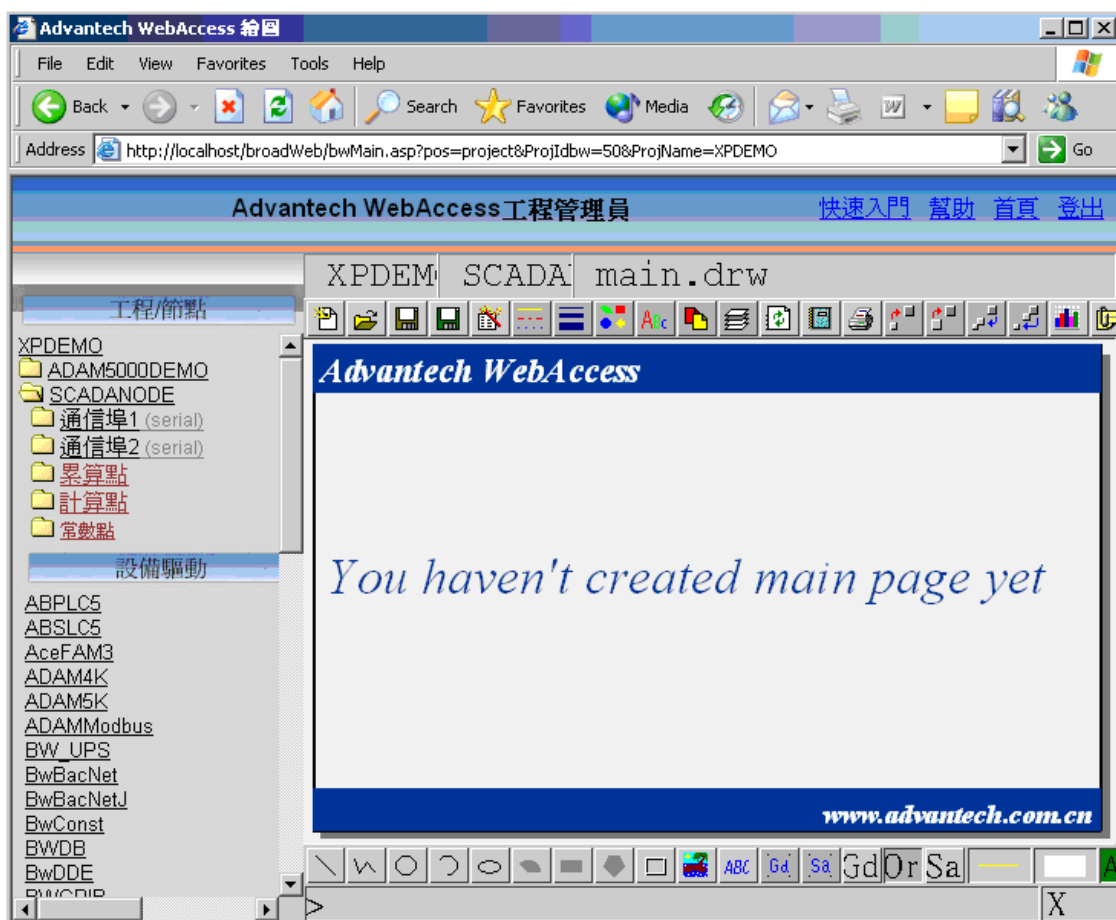 Advantech WebAccess 繪圖
File Edit View Favorites Tools Help
Back Search Favorites Media
Address http://localhost/broadWeb/bwMain.asp?pos=project&ProjIdbw=50&ProjName=XPDEMO Go
Advantech WebAccess工程管理員 快速入門 幫助 首頁 登出
XPDEM SCADA main.drw
工程/節點
XPDEMO
ADAM5000DEMO
SCADANODE
通信埠1 (serial)
通信埠2 (serial)
累算點
計算點
常數點
設備驅動
ABPLC5
ABSLC5
AceFAM3
ADAM4K
ADAM5K
ADAMModbus
BW_UPS
BwBacNet
BwBacNetJ
BwConst
BWDB
BwDDE
Abc
Advantech WebAccess
You haven't created main page yet
www.advantech.com.cn
ABC Gd Sa Gd Or Sa A
> X